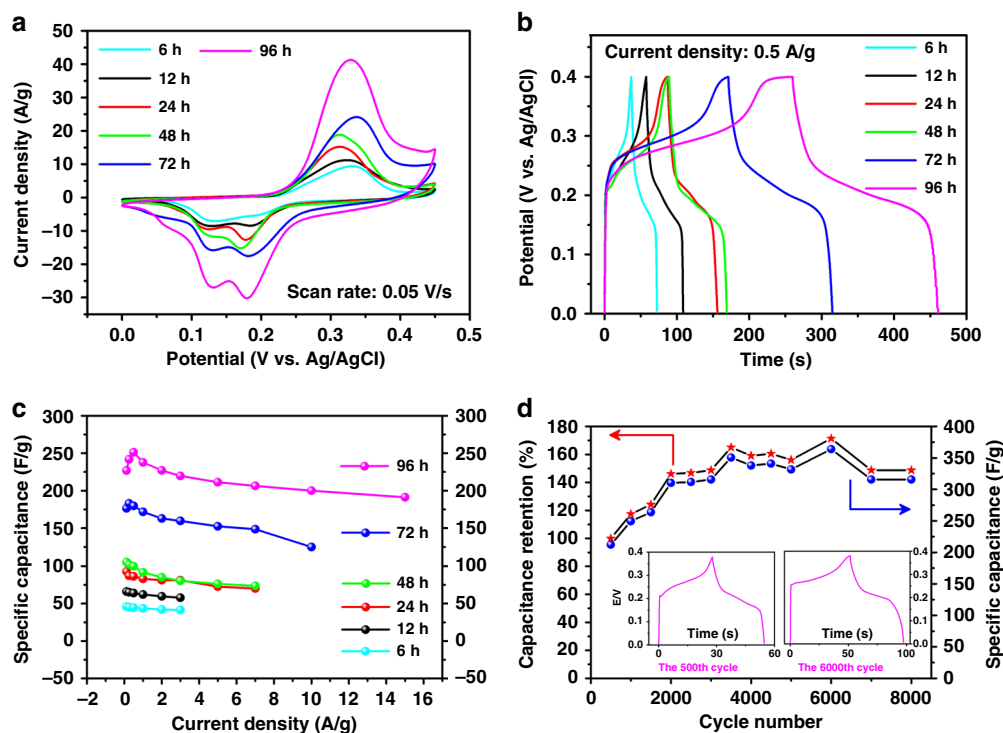 a
50
40
30
20
10
0
−10
−20
−30
Current density (A/g)
6 h
12 h
24 h
48 h
72 h
96 h
Scan rate: 0.05 V/s
0.0 0.1 0.2 0.3 0.4 0.5
Potential (V vs. Ag/AgCl)
b
Current density: 0.5 A/g
0.4
0.3
0.2
0.1
0.0
Potential (V vs. Ag/AgCl)
6 h
12 h
24 h
48 h
72 h
96 h
0 100 200 300 400 500
Time (s)
c
300
250
200
150
100
50
0
−50
Specific capacitance (F/g)
96 h
72 h
48 h
24 h
12 h
6 h
300
250
200
150
100
50
0
−50
−2 0 2 4 6 8 10 12 14 16
Current density (A/g)
d
180
160
140
120
100
80
60
40
20
0
Capacitance retention (%)
400
350
300
250
200
150
100
50
0
Specific capacitance (F/g)
0.4
0.3
0.2
0.1
0.0
E/V
Time (s)
0 30 60
The 500th cycle
0.4
0.3
0.2
0.1
0.0
Time (s)
0 50 100
The 6000th cycle
0 2000 4000 6000 8000
Cycle number